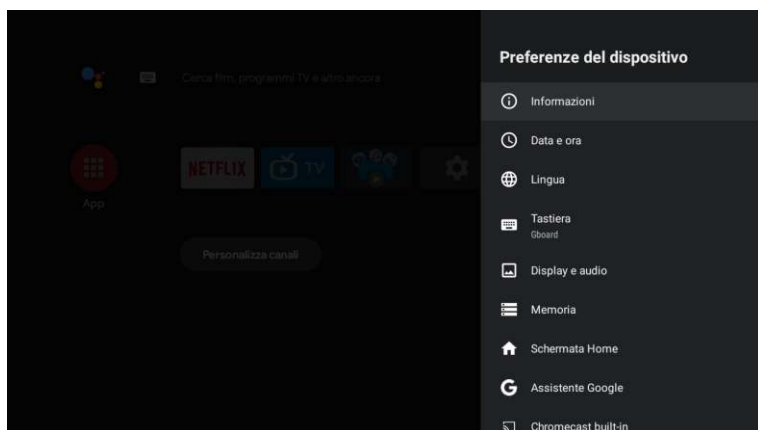 Preferenze del dispositivo
Cerca film, programmi TV e altro ancora
Informazioni
Data e ora
Lingua
NETFLIX
TV
App
Tastiera
Gboard
Personalizza canali
Display e audio
Memoria
Schermata Home
G Assistente Google
Chromecast built-in